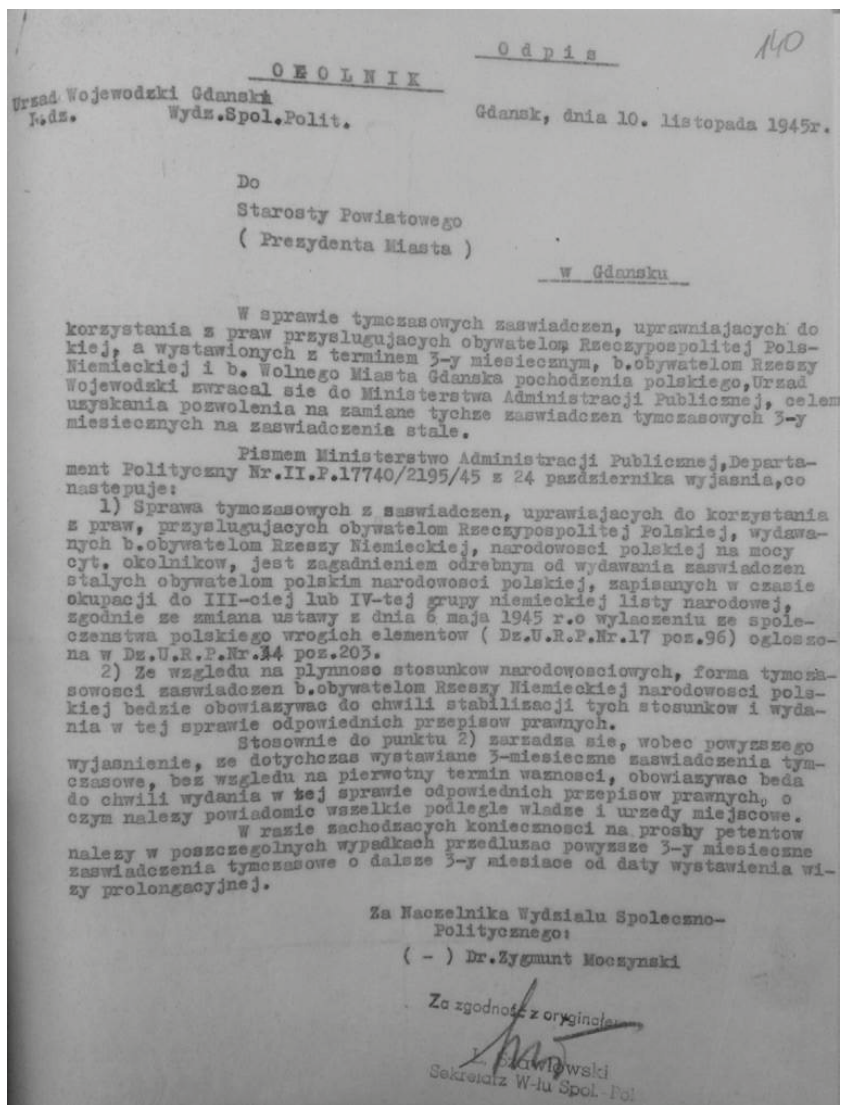 140
O d p i s
O K O L N I K
Urzad Wojewodzki Gdanski
L.dz. Wydz.Spol.Polit.
Gdansk, dnia 10. listopada 1945r.
Do
Starosty Powiatowego
( Prezydenta Miasta )
w Gdansku
W sprawie tymczasowych zaswiadczen, uprawniajacych do
korzystania z praw przyslugujacych obywatelom Rzeczypospolitej Pols-
kiej, a wystawionych z terminem 3-y miesiecznym, b.obywatelom Rzeszy
Niemieckiej i b. Wolnego Miasta Gdanska pochodzenia polskiego,Urzad
Wojewodzki zwracal sie do Ministerstwa Administracji Publicznej, celem
uzyskania pozwolenia na zamiane tychze zaswiadczen tymczasowych 3-y
miesiecznych na zaswiadczenia stale.
Pismem Ministerstwo Administracji Publicznej,Departa-
ment Polityczny Nr.II.P.17740/2195/45 z 24 pazdziernika wyjasnia,co
nastepuje:
1) Sprawa tymczasowych z saswiadczen, uprawiajacych do korzystania
z praw, przyslugujacych obywatelom Rzeczypospolitej Polskiej, wydawa-
nych b.obywatelom Rzeszy Niemieckiej, narodowosci polskiej na mocy
cyt. okolnikow, jest zagadnieniem odrebnym od wydawania zaswiadczen
stalych obywatelom polskim narodowosci polskiej, zapisanych w czasie
okupacji do III-ciej lub IV-tej grupy niemieckiej listy narodowej,
zgodnie ze zmiana ustawy z dnia 6 maja 1945 r.o wylaczeniu ze spole-
czenstwa polskiego wrogich elementow ( Dz.U.R.P.Nr.17 poz.96) ogloszo-
na w Dz.U.R.P.Nr.34 poz.203.
2) Ze wzgledu na plynnosc stosunkow narodowosciowych, forma tymcza-
sowosci zaswiadczen b.obywatelom Rzeszy Niemieckiej narodowosci pols-
kiej bedzie obowiazywac do chwili stabilizacji tych stosunkow i wyda-
nia w tej sprawie odpowiednich przepisow prawnych.
Stosownie do punktu 2) zarzadza sie, wobec powyzszego
wyjasnienie, ze dotychczas wystawiane 3-miesieczne zaswiadczenia tym-
czasowe, bez wzgledu na pierwotny termin waznosci, obowiazywac beda
do chwili wydania w tej sprawie odpowiednich przepisow prawnych, o
czym nalezy powiadomic wszelkie podlegle wladze i urzedy miejscowe.
W razie zachodzacych koniecznosci na prosby petentow
nalezy w poszczegolnych wypadkach przedluzac powyzsze 3-y miesieczne
zaswiadczenia tymczasowe o dalsze 3-y miesiace od daty wystawienia wi-
zy prolongacyjnej.
Za Naczelnika Wydzialu Spoleczno-
Politycznego:
( - ) Dr.Zygmunt Moczynski
Za zgodność z oryginałem
Sekretarz W-łu Społ.-Pol